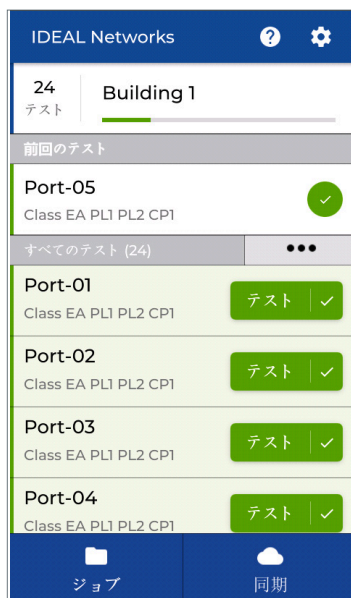 IDEAL Networks
24
テスト
Building 1
前回のテスト
Port-05
Class EA PL1 PL2 CP1
すべてのテスト (24)
Port-01
Class EA PL1 PL2 CP1
テスト
Port-02
Class EA PL1 PL2 CP1
テスト
Port-03
Class EA PL1 PL2 CP1
テスト
Port-04
Class EA PL1 PL2 CP1
テスト
ジョブ
同期